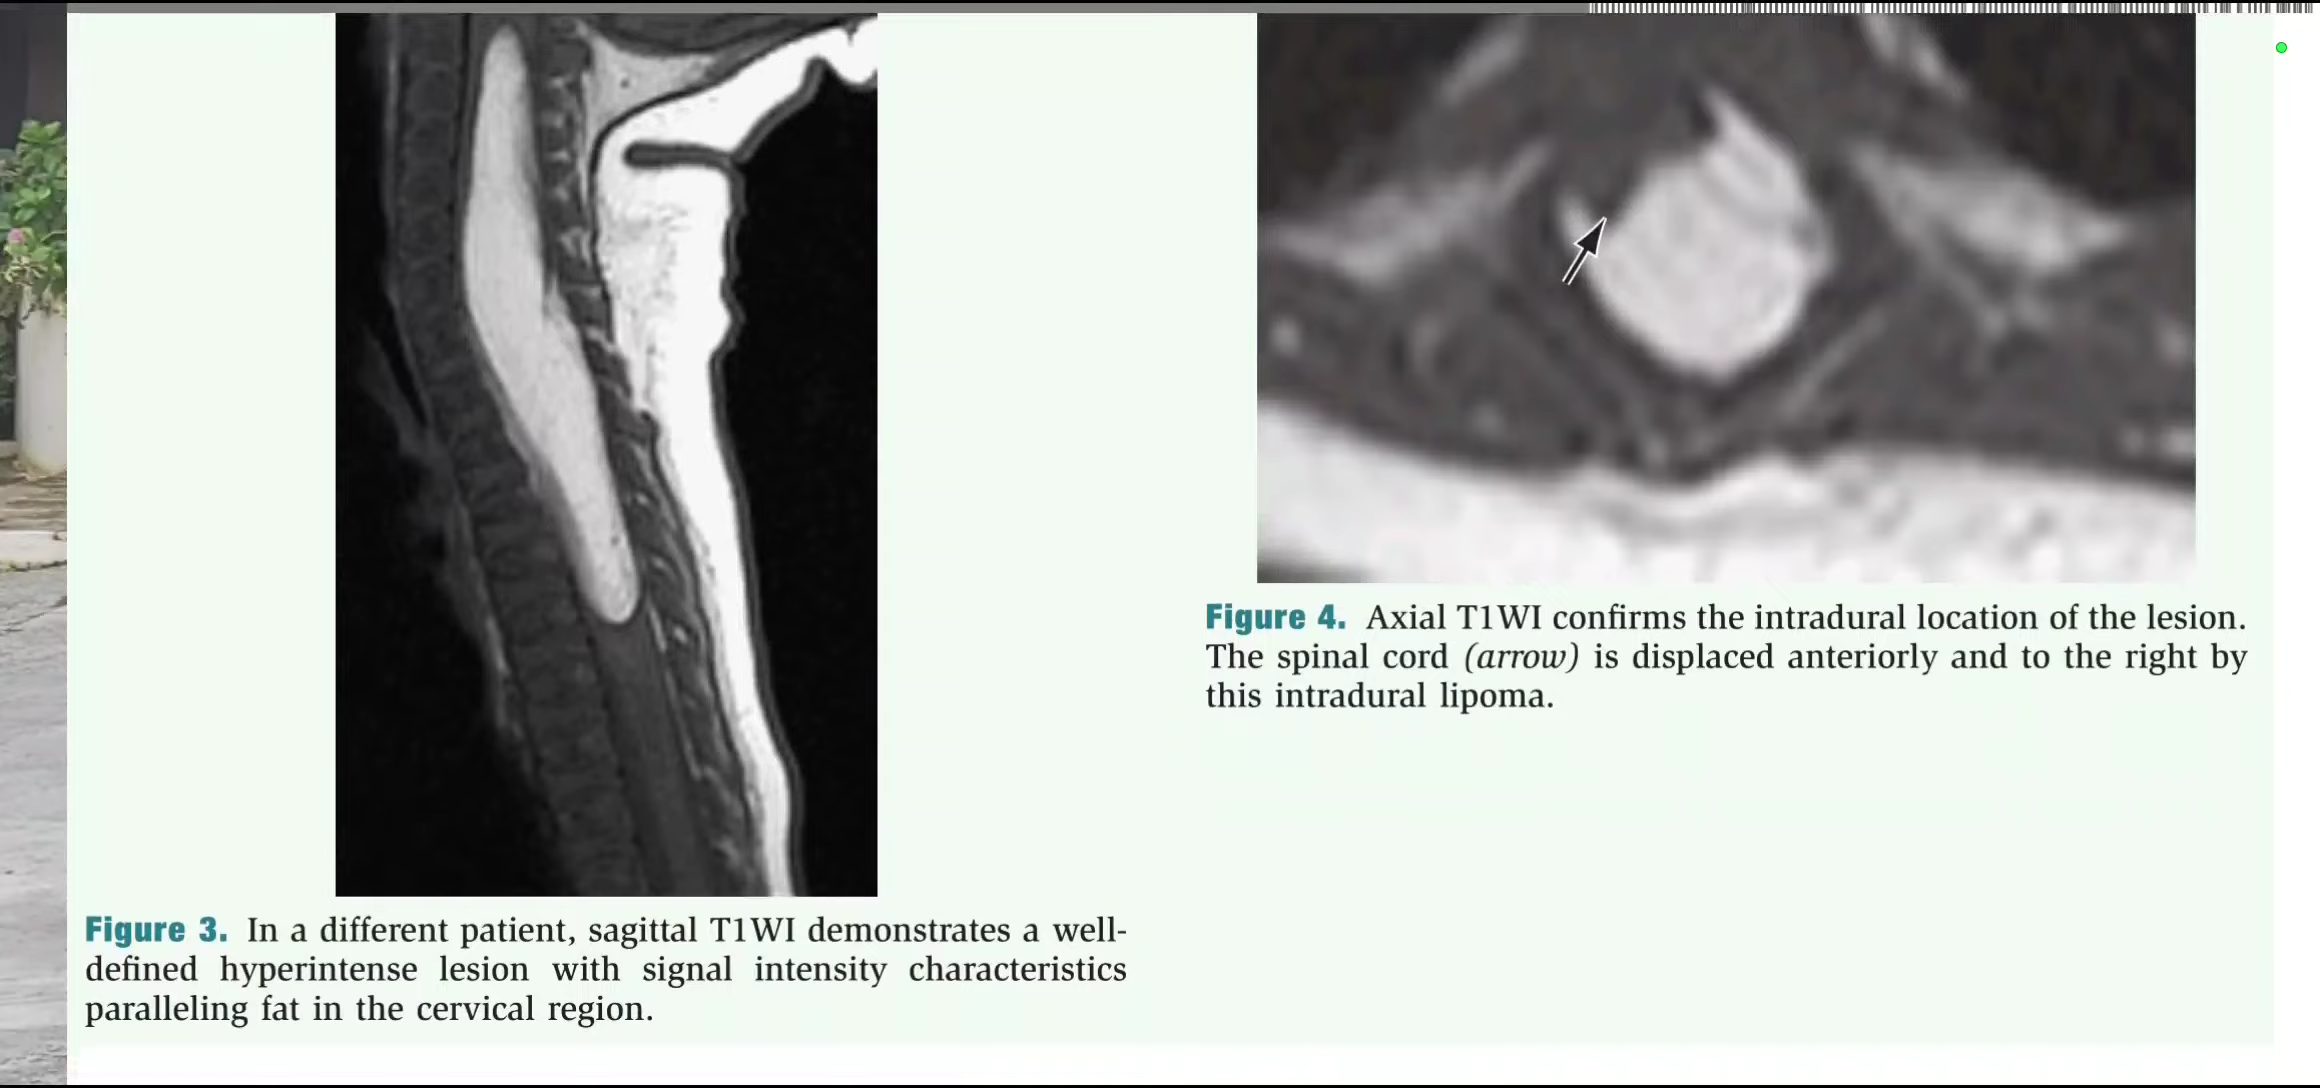 Figure 3. In a different patient, sagittal T1WI demonstrates a well-
defined hyperintense lesion with signal intensity characteristics
paralleling fat in the cervical region.
Figure 4. Axial T1WI confirms the intradural location of the lesion.
The spinal cord (arrow) is displaced anteriorly and to the right by
this intradural lipoma.